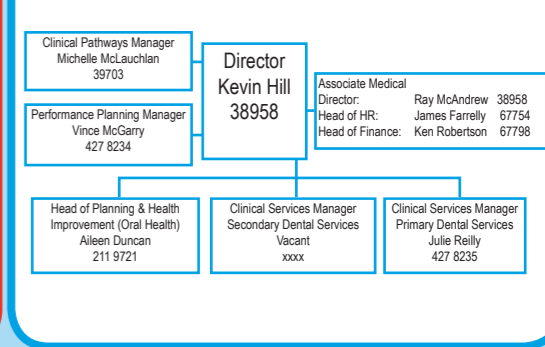 Clinical Pathways Manager
Michelle McLauchlan
39703
Director
Kevin Hill
38958
Performance Planning Manager
Vince McGarry
427 8234
Associate Medical
Director: Ray McAndrew 38958
Head of HR: James Farrelly 67754
Head of Finance: Ken Robertson 67798
Head of Planning & Health
Improvement (Oral Health)
Aileen Duncan
211 9721
Clinical Services Manager
Secondary Dental Services
Vacant
xxxx
Clinical Services Manager
Primary Dental Services
Julie Reilly
427 8235